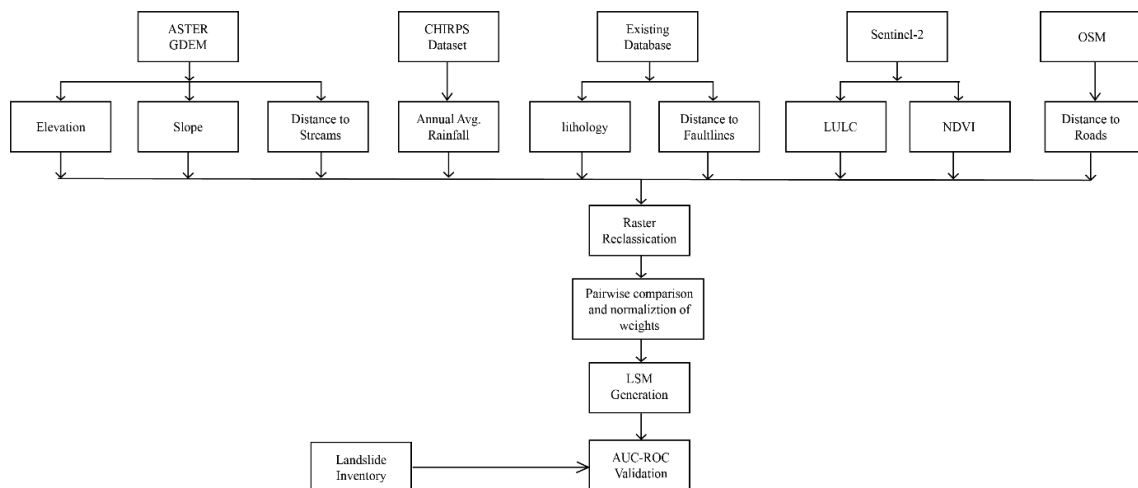 ASTER
GDEM
CHIRPS
Dataset
Existing
Database
Sentinel-2
OSM
Elevation
Slope
Distance to
Streams
Annual Avg.
Rainfall
lithology
Distance to
Faultlines
LULC
NDVI
Distance to
Roads
Raster
Reclassication
Pairwise comparison
and normaliztion of
weights
LSM
Generation
Landslide
Inventory
AUC-ROC
Validation